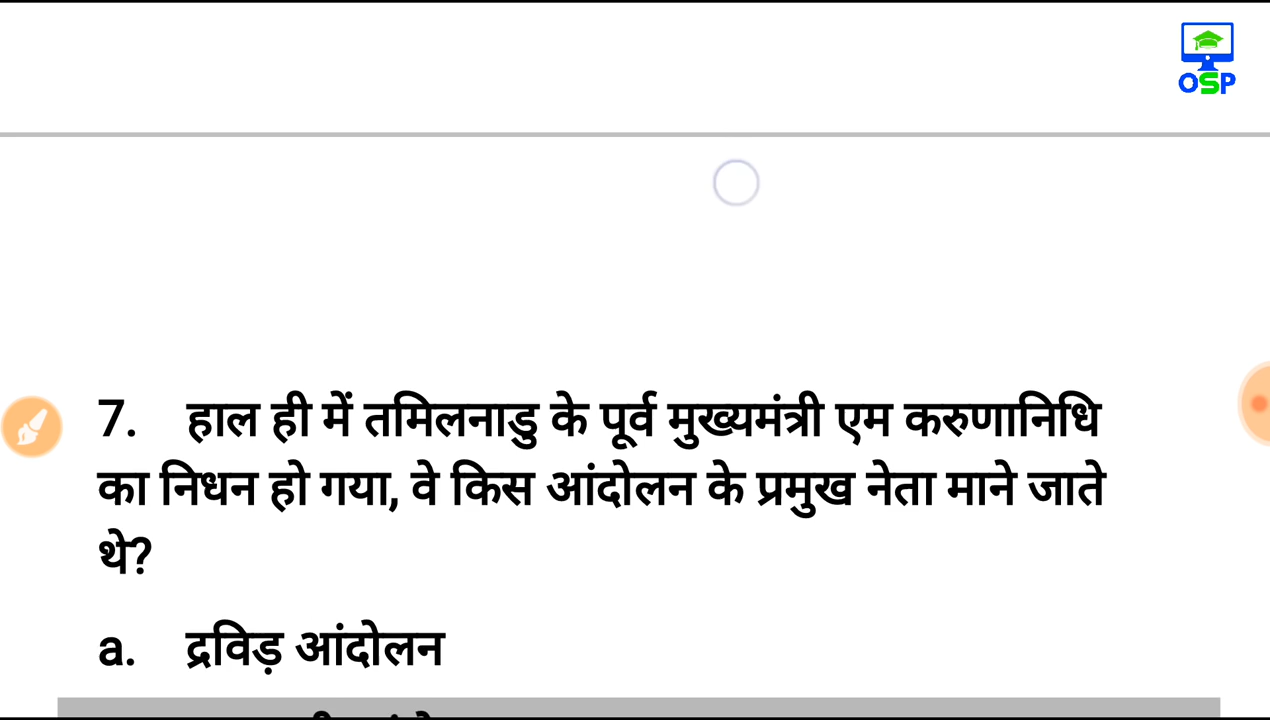 OSP
7. हाल ही में तमिलनाडु के पूर्व मुख्यमंत्री एम करुणानिधि
का निधन हो गया, वे किस आंदोलन के प्रमुख नेता माने जाते
थे?
a. द्रविड़ आंदोलन